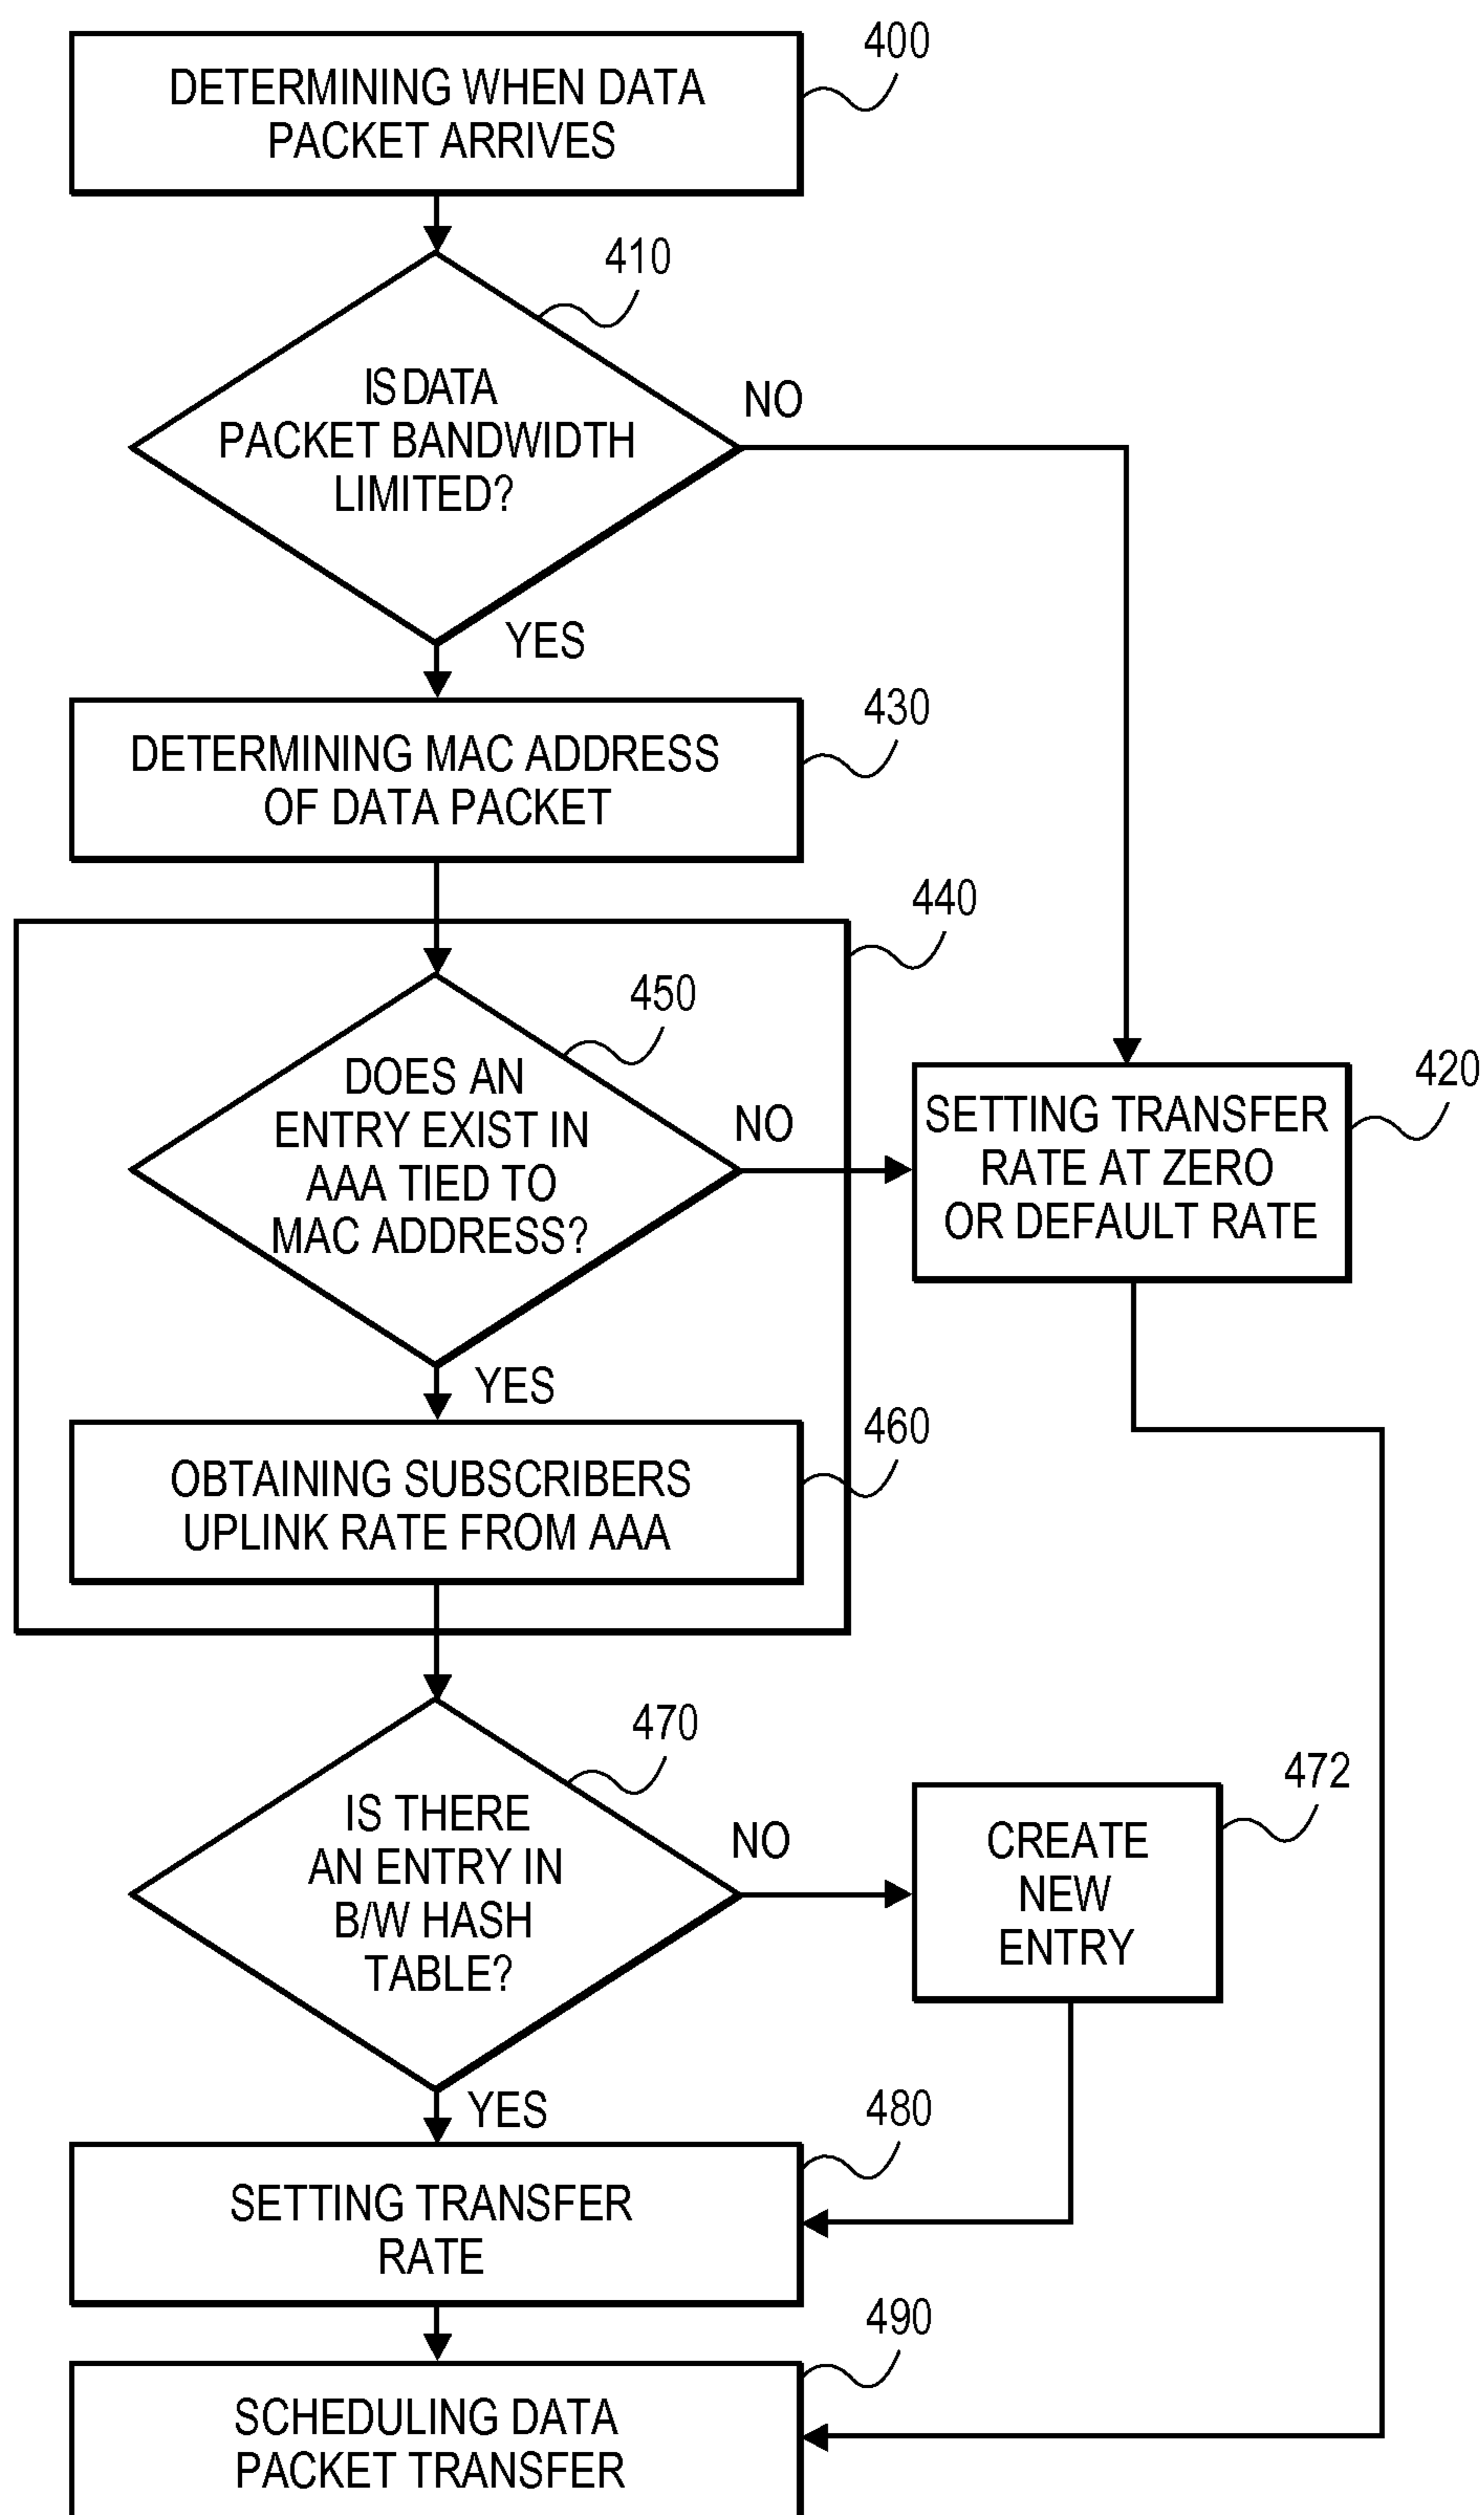 400
DETERMINING WHEN DATA
PACKET ARRIVES
410
IS DATA
PACKET BANDWIDTH
LIMITED?
NO
YES
430
DETERMINING MAC ADDRESS
OF DATA PACKET
440
450
DOES AN
ENTRY EXIST IN
AAA TIED TO
MAC ADDRESS?
NO
420
SETTING TRANSFER
RATE AT ZERO
OR DEFAULT RATE
YES
460
OBTAINING SUBSCRIBERS
UPLINK RATE FROM AAA
470
IS THERE
AN ENTRY IN
B/W HASH
TABLE?
NO
472
CREATE
NEW
ENTRY
YES
480
SETTING TRANSFER
RATE
490
SCHEDULING DATA
PACKET TRANSFER